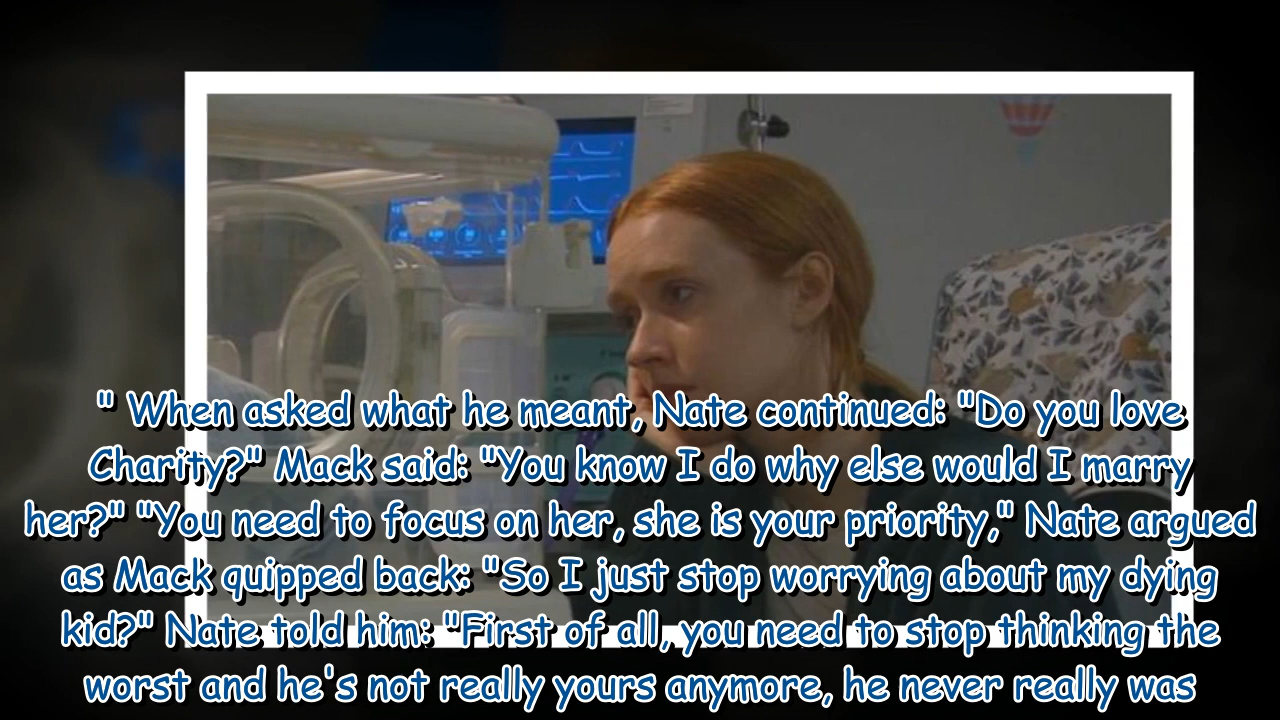 " When asked what he meant, Nate continued: "Do you love
Charity?" Mack said: "You know I do why else would I marry
her?" "You need to focus on her, she is your priority," Nate argued
as Mack quipped back: "So I just stop worrying about my dying
kid?" Nate told him: "First of all, you need to stop thinking the
worst and he's not really yours anymore, he never really was